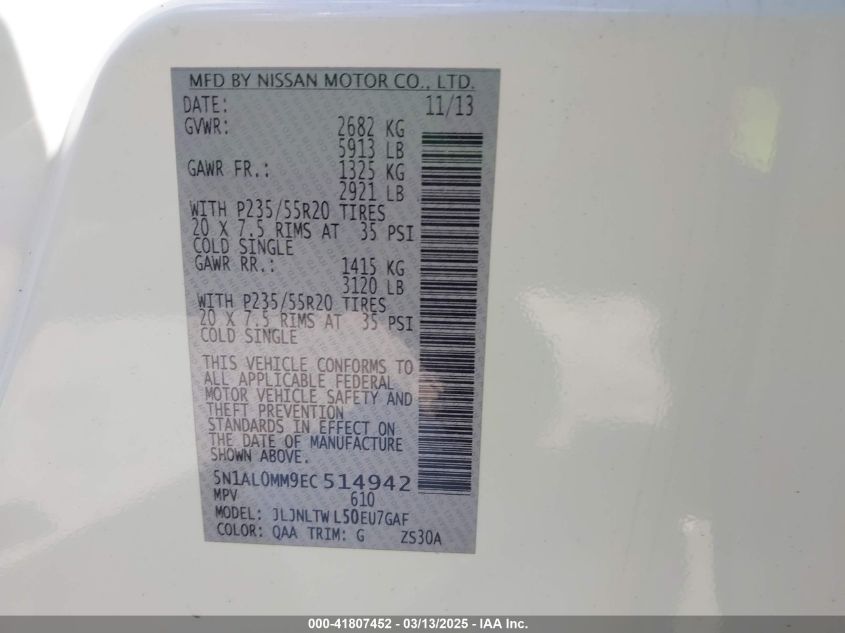 MFD BY NISSAN MOTOR CO., LTD.
DATE: 11/13
GVWR: 2682 KG
5913 LB
GAWR FR.: 1325 KG
2921 LB
WITH P235/55R20 TIRES
20 X 7.5 RIMS AT 35 PSI
COLD SINGLE
GAWR RR.: 1415 KG
3120 LB
WITH P235/55R20 TIRES
20 X 7.5 RIMS AT 35 PSI
COLD SINGLE
THIS VEHICLE CONFORMS TO
ALL APPLICABLE FEDERAL
MOTOR VEHICLE SAFETY AND
THEFT PREVENTION
STANDARDS IN EFFECT ON
THE DATE OF MANUFACTURE
SHOWN ABOVE.
5N1AL0MM9EC514942
MPV 610
MODEL: JLJNLTW L50EU7GAF
COLOR: QAA TRIM: G ZS30A
000-41807452 - 03/13/2025 - IAA Inc.